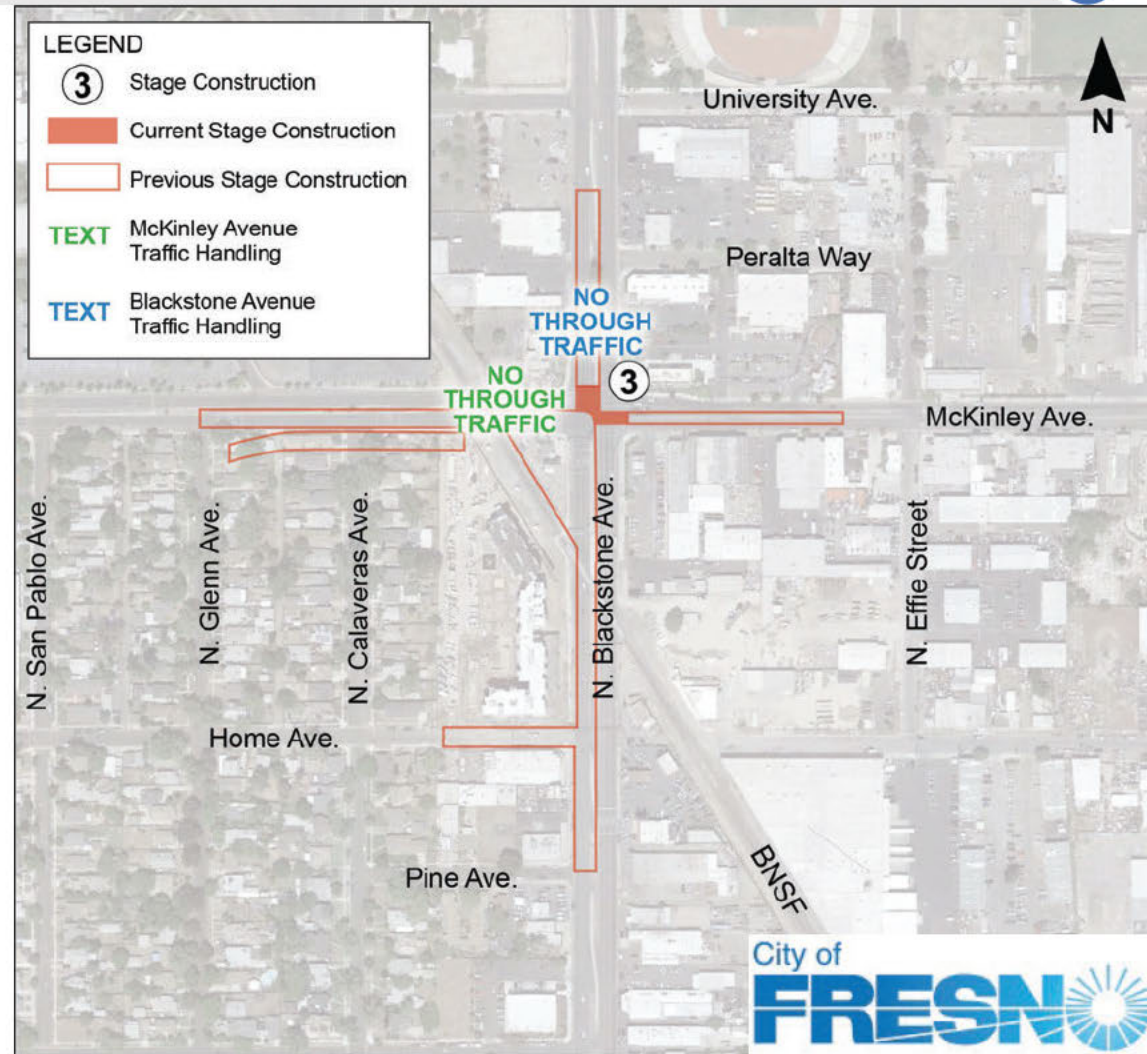 LEGEND
3 Stage Construction
Current Stage Construction
Previous Stage Construction
TEXT McKinley Avenue
Traffic Handling
TEXT Blackstone Avenue
Traffic Handling
University Ave.
N
Peralta Way
NO
THROUGH
TRAFFIC
3
NO
THROUGH
TRAFFIC
McKinley Ave.
N. San Pablo Ave.
N. Glenn Ave.
N. Calaveras Ave.
N. Blackstone Ave.
N. Effie Street
Home Ave.
Pine Ave.
BNSF
City of
FRESNO